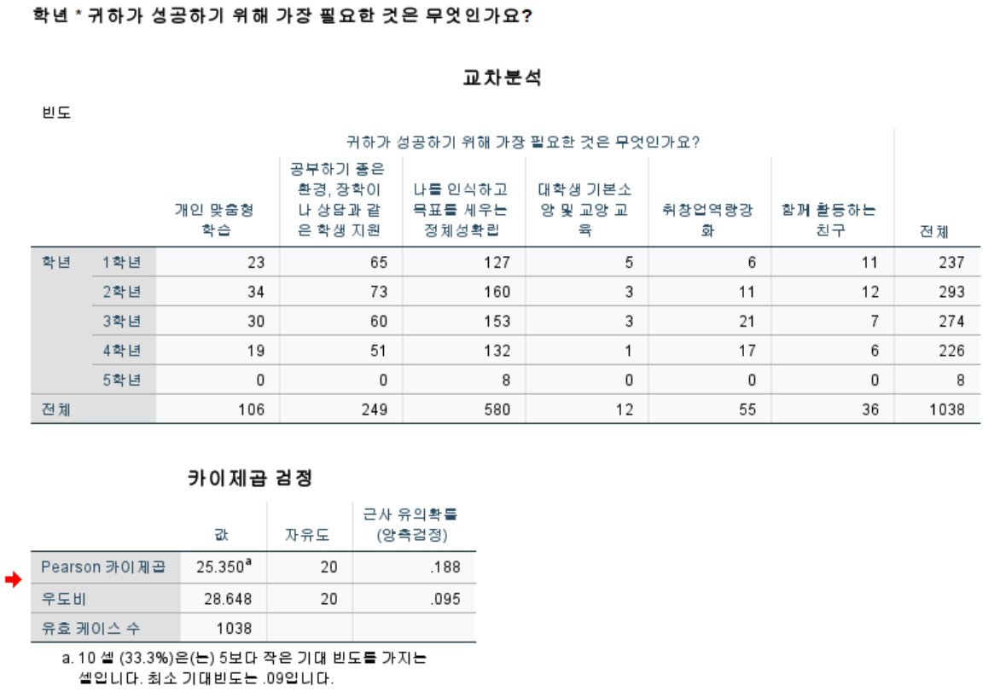 학년 * 귀하가 성공하기 위해 가장 필요한 것은 무엇인가요?
교차분석
빈도
귀하가 성공하기 위해 가장 필요한 것은 무엇인가요?
개인 맞춤형
학습
공부하기 좋은
환경, 장학이
나 상담과 같
은 학생 지원
나를 인식하고
목표를 세우는
정체성확립
대학생 기본소
양 및 교양 교
육
취창업역량강
화
함께 활동하는
친구
전체
학년 1학년 23 65 127 5 6 11 237
2학년 34 73 160 3 11 12 293
3학년 30 60 153 3 21 7 274
4학년 19 51 132 1 17 6 226
5학년 0 0 8 0 0 0 8
전체 106 249 580 12 55 36 1038
카이제곱 검정
값 자유도 근사 유의확률
(양측검정)
Pearson 카이제곱 25.350a 20 .188
우도비 28.648 20 .095
유효 케이스 수 1038
a. 10 셀 (33.3%)은(는) 5보다 작은 기대 빈도를 가지는
셀입니다. 최소 기대빈도는 .09입니다.